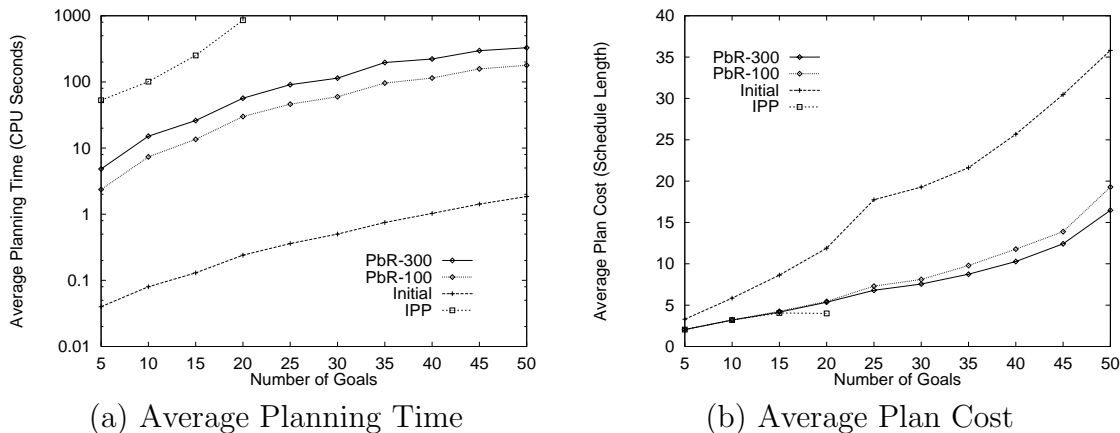 Average Planning Time (CPU Seconds)
1000
100
10
1
0.1
0.01
PbR-300
PbR-100
Initial
IPP
5 10 15 20 25 30 35 40 45 50
Number of Goals
(a) Average Planning Time
Average Plan Cost (Schedule Length)
40
35
30
25
20
15
10
5
0
PbR-300
PbR-100
Initial
IPP
5 10 15 20 25 30 35 40 45 50
Number of Goals
(b) Average Plan Cost